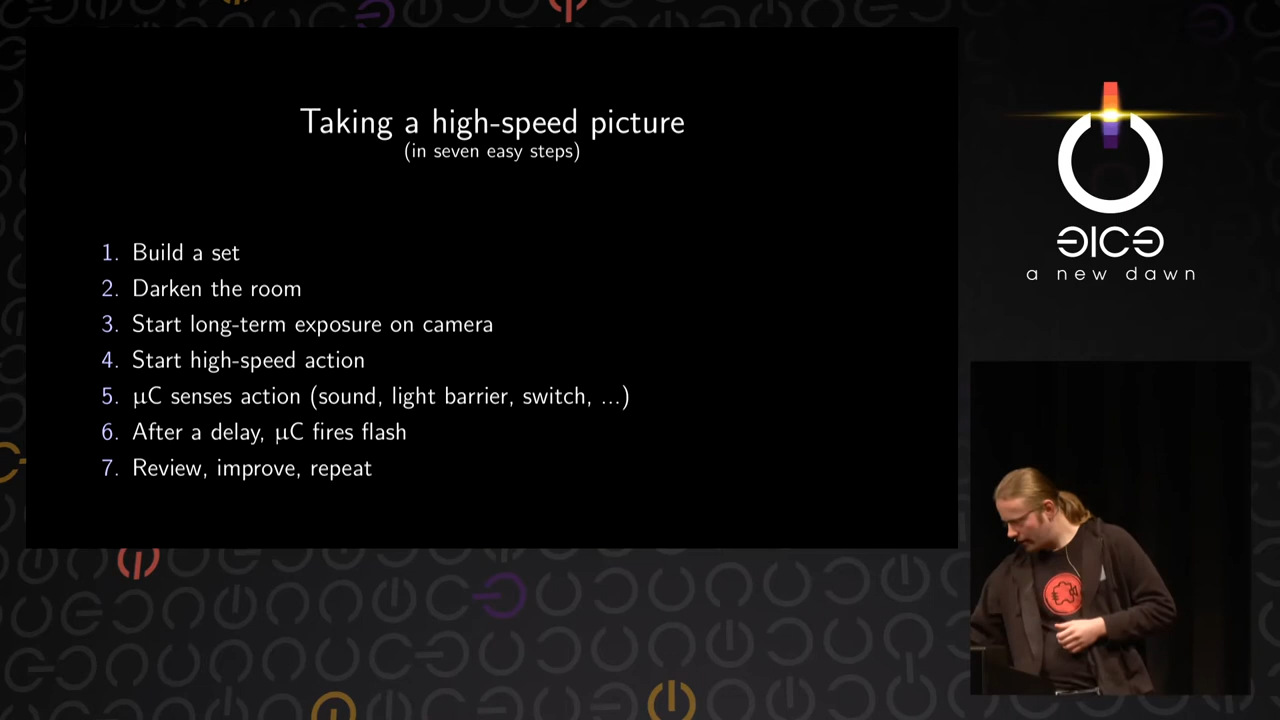 Taking a high-speed picture
(in seven easy steps)
1. Build a set
2. Darken the room
3. Start long-term exposure on camera
4. Start high-speed action
5. μC senses action (sound, light barrier, switch, ...)
6. After a delay, μC fires flash
7. Review, improve, repeat
a new dawn